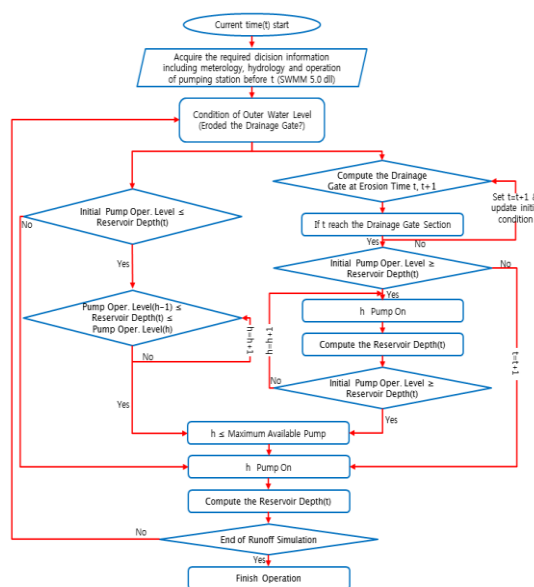 Current time(t) start
Acquire the required dicision information
including meterology, hydrology and operation
of pumping station before t (SWMM 5.0 dll)
Condition of Outer Water Level
(Eroded the Drainage Gate?)
Compute the Drainage
Gate at Erosion Time t, t+1
Set t=t+1 &
update initial
condition
Initial Pump Oper. Level ≤
Reservoir Depth(t)
No
If t reach the Drainage Gate Section
Yes
No
Yes
Initial Pump Oper. Level ≥
Reservoir Depth(t)
No
Yes
Pump Oper. Level(h-1) ≤
Reservoir Depth(t) ≤
Pump Oper. Level(h)
h=h+1
No
h=h+1
h Pump On
Compute the Reservoir Depth(t)
t=t+1
Initial Pump Oper. Level ≥
Reservoir Depth(t)
No
Yes
Yes
h ≤ Maximum Available Pump
h Pump On
Compute the Reservoir Depth(t)
No
End of Runoff Simulation
Yes
Finish Operation